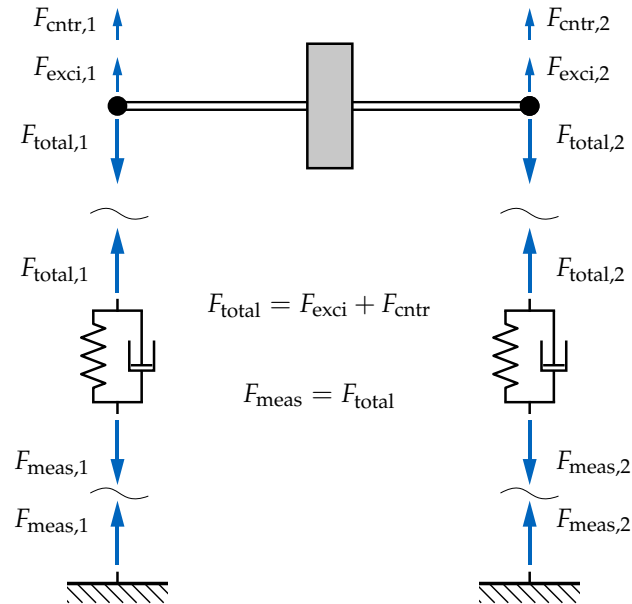 F_cntr,1 F_cntr,2
F_exci,1 F_exci,2
F_total,1 F_total,2
F_total,1 F_total,2
F_total = F_exci + F_cntr
F_meas = F_total
F_meas,1 F_meas,2
F_meas,1 F_meas,2